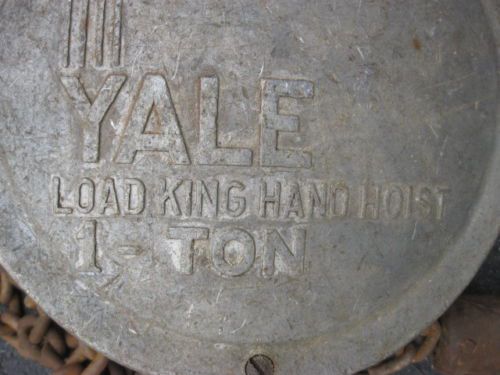 YALE
LOAD KING HAND HOIST
1-TON